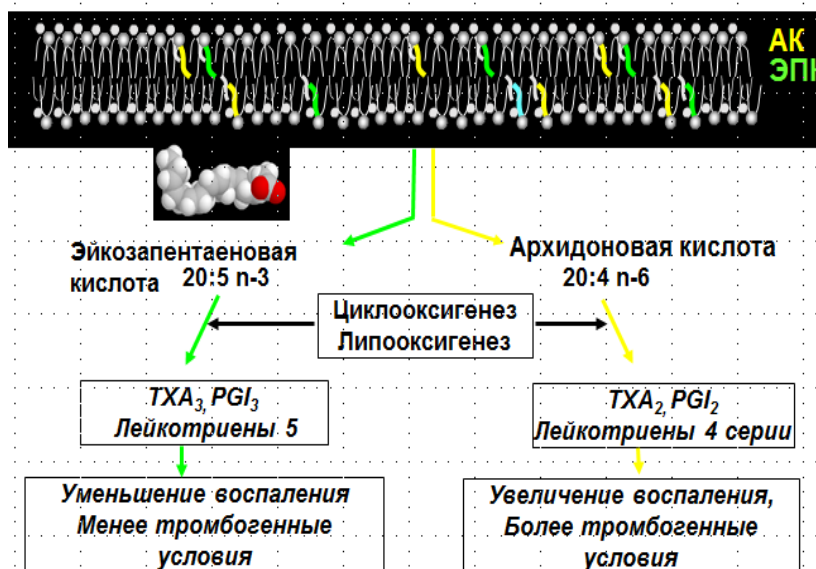 АК
ЭПК
Эйкозапентаеновая
кислота 20:5 n-3
Архидоновая кислота
20:4 n-6
Циклооксигенез
Липооксигенез
TXA₃, PGI₃
Лейкотриены 5
TXA₂, PGI₂
Лейкотриены 4 серии
Уменьшение воспаления
Менее тромбогенные
условия
Увеличение воспаления,
Более тромбогенные
условия